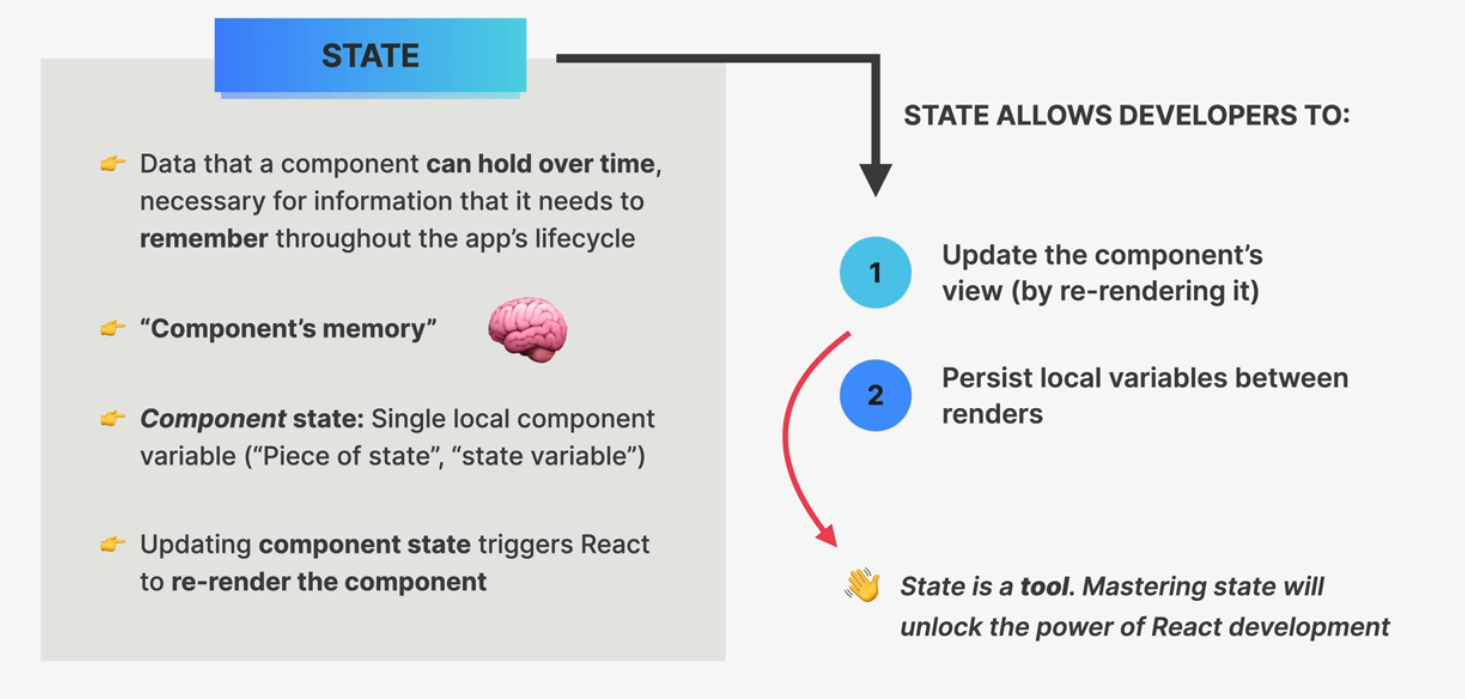 STATE
Data that a component can hold over time,
necessary for information that it needs to
remember throughout the app’s lifecycle
“Component’s memory”
Component state: Single local component
variable (“Piece of state”, “state variable”)
Updating component state triggers React
to re-render the component
STATE ALLOWS DEVELOPERS TO:
1
Update the component’s
view (by re-rendering it)
2
Persist local variables between
renders
State is a tool. Mastering state will
unlock the power of React development